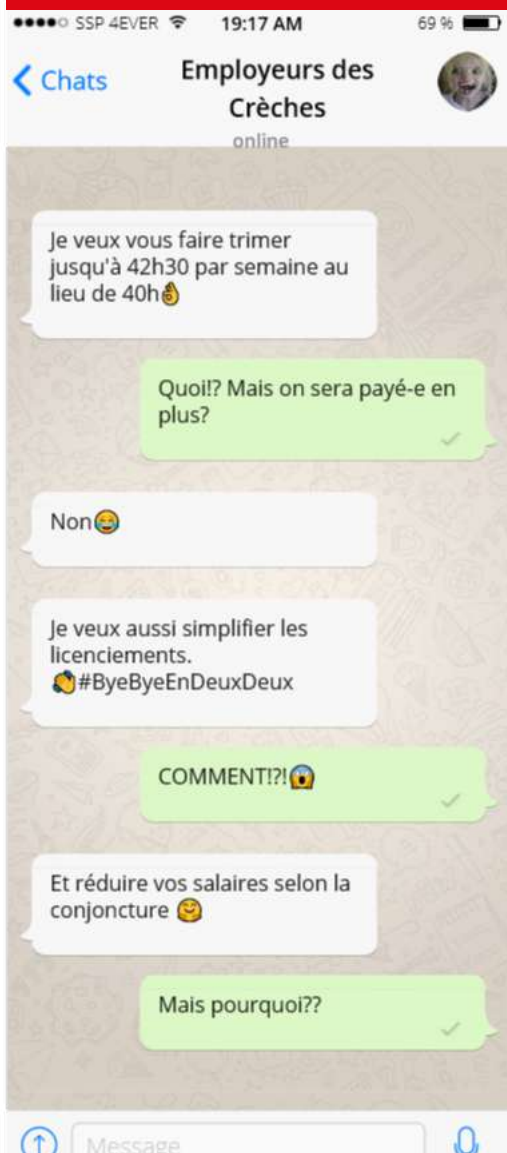 SSP 4EVER 19:17 AM 69 %
Chats
Employeurs des
Crèches
online
Je veux vous faire trimer
jusqu'à 42h30 par semaine au
lieu de 40h👌
Quoi!? Mais on sera payé-e en
plus?
Non😂
Je veux aussi simplifier les
licenciements.
👏#ByeByeEnDeuxDeux
COMMENT!?!😱
Et réduire vos salaires selon la
conjoncture 🤗
Mais pourquoi??
Message